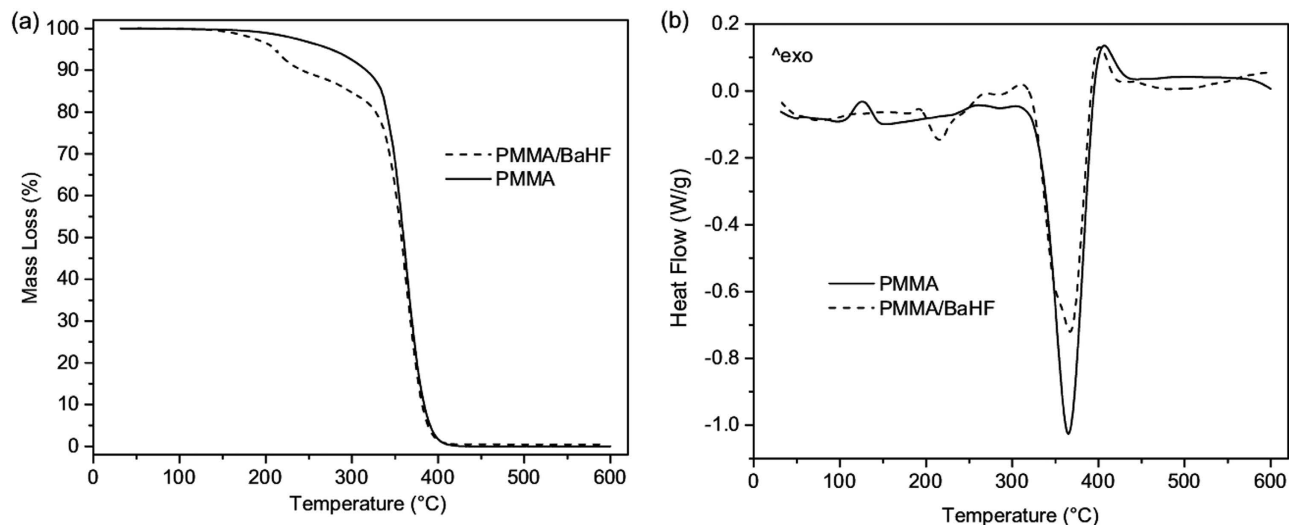 (a)
100
90
80
70
60
50
40
30
20
10
0
Mass Loss (%)
PMMA/BaHF
PMMA
0 100 200 300 400 500 600
Temperature (°C)
(b)
0.2
0.0
-0.2
-0.4
-0.6
-0.8
-1.0
Heat Flow (W/g)
^exo
PMMA
PMMA/BaHF
0 100 200 300 400 500 600
Temperature (°C)